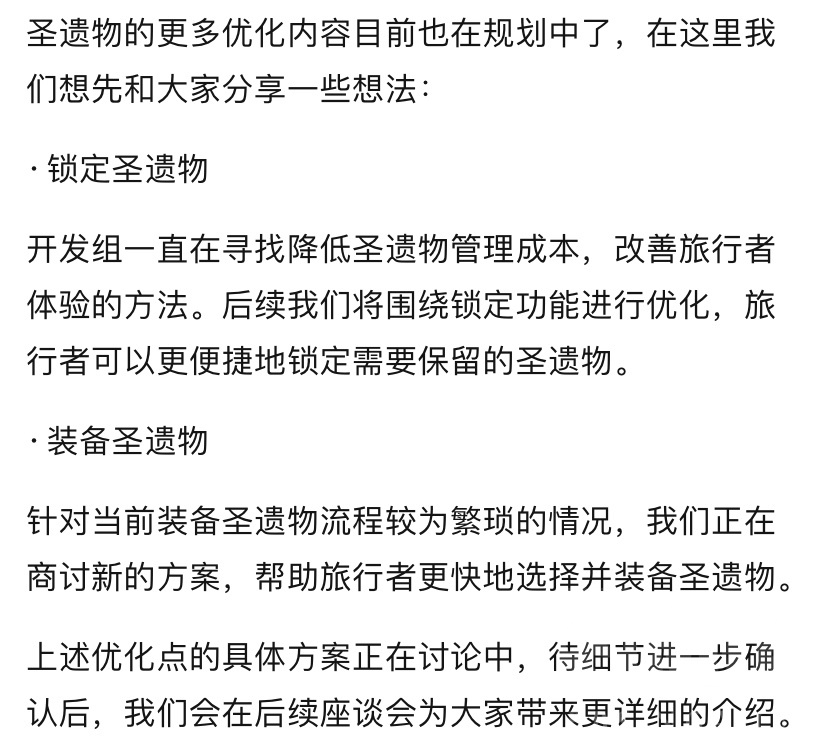 圣遗物的更多优化内容目前也在规划中了，在这里我
们想先和大家分享一些想法：
· 锁定圣遗物
开发组一直在寻找降低圣遗物管理成本，改善旅行者
体验的方法。后续我们将围绕锁定功能进行优化，旅
行者可以更便捷地锁定需要保留的圣遗物。
· 装备圣遗物
针对当前装备圣遗物流程较为繁琐的情况，我们正在
商讨新的方案，帮助旅行者更快地选择并装备圣遗物。
上述优化点的具体方案正在讨论中，待细节进一步确
认后，我们会在后续座谈会为大家带来更详细的介绍。